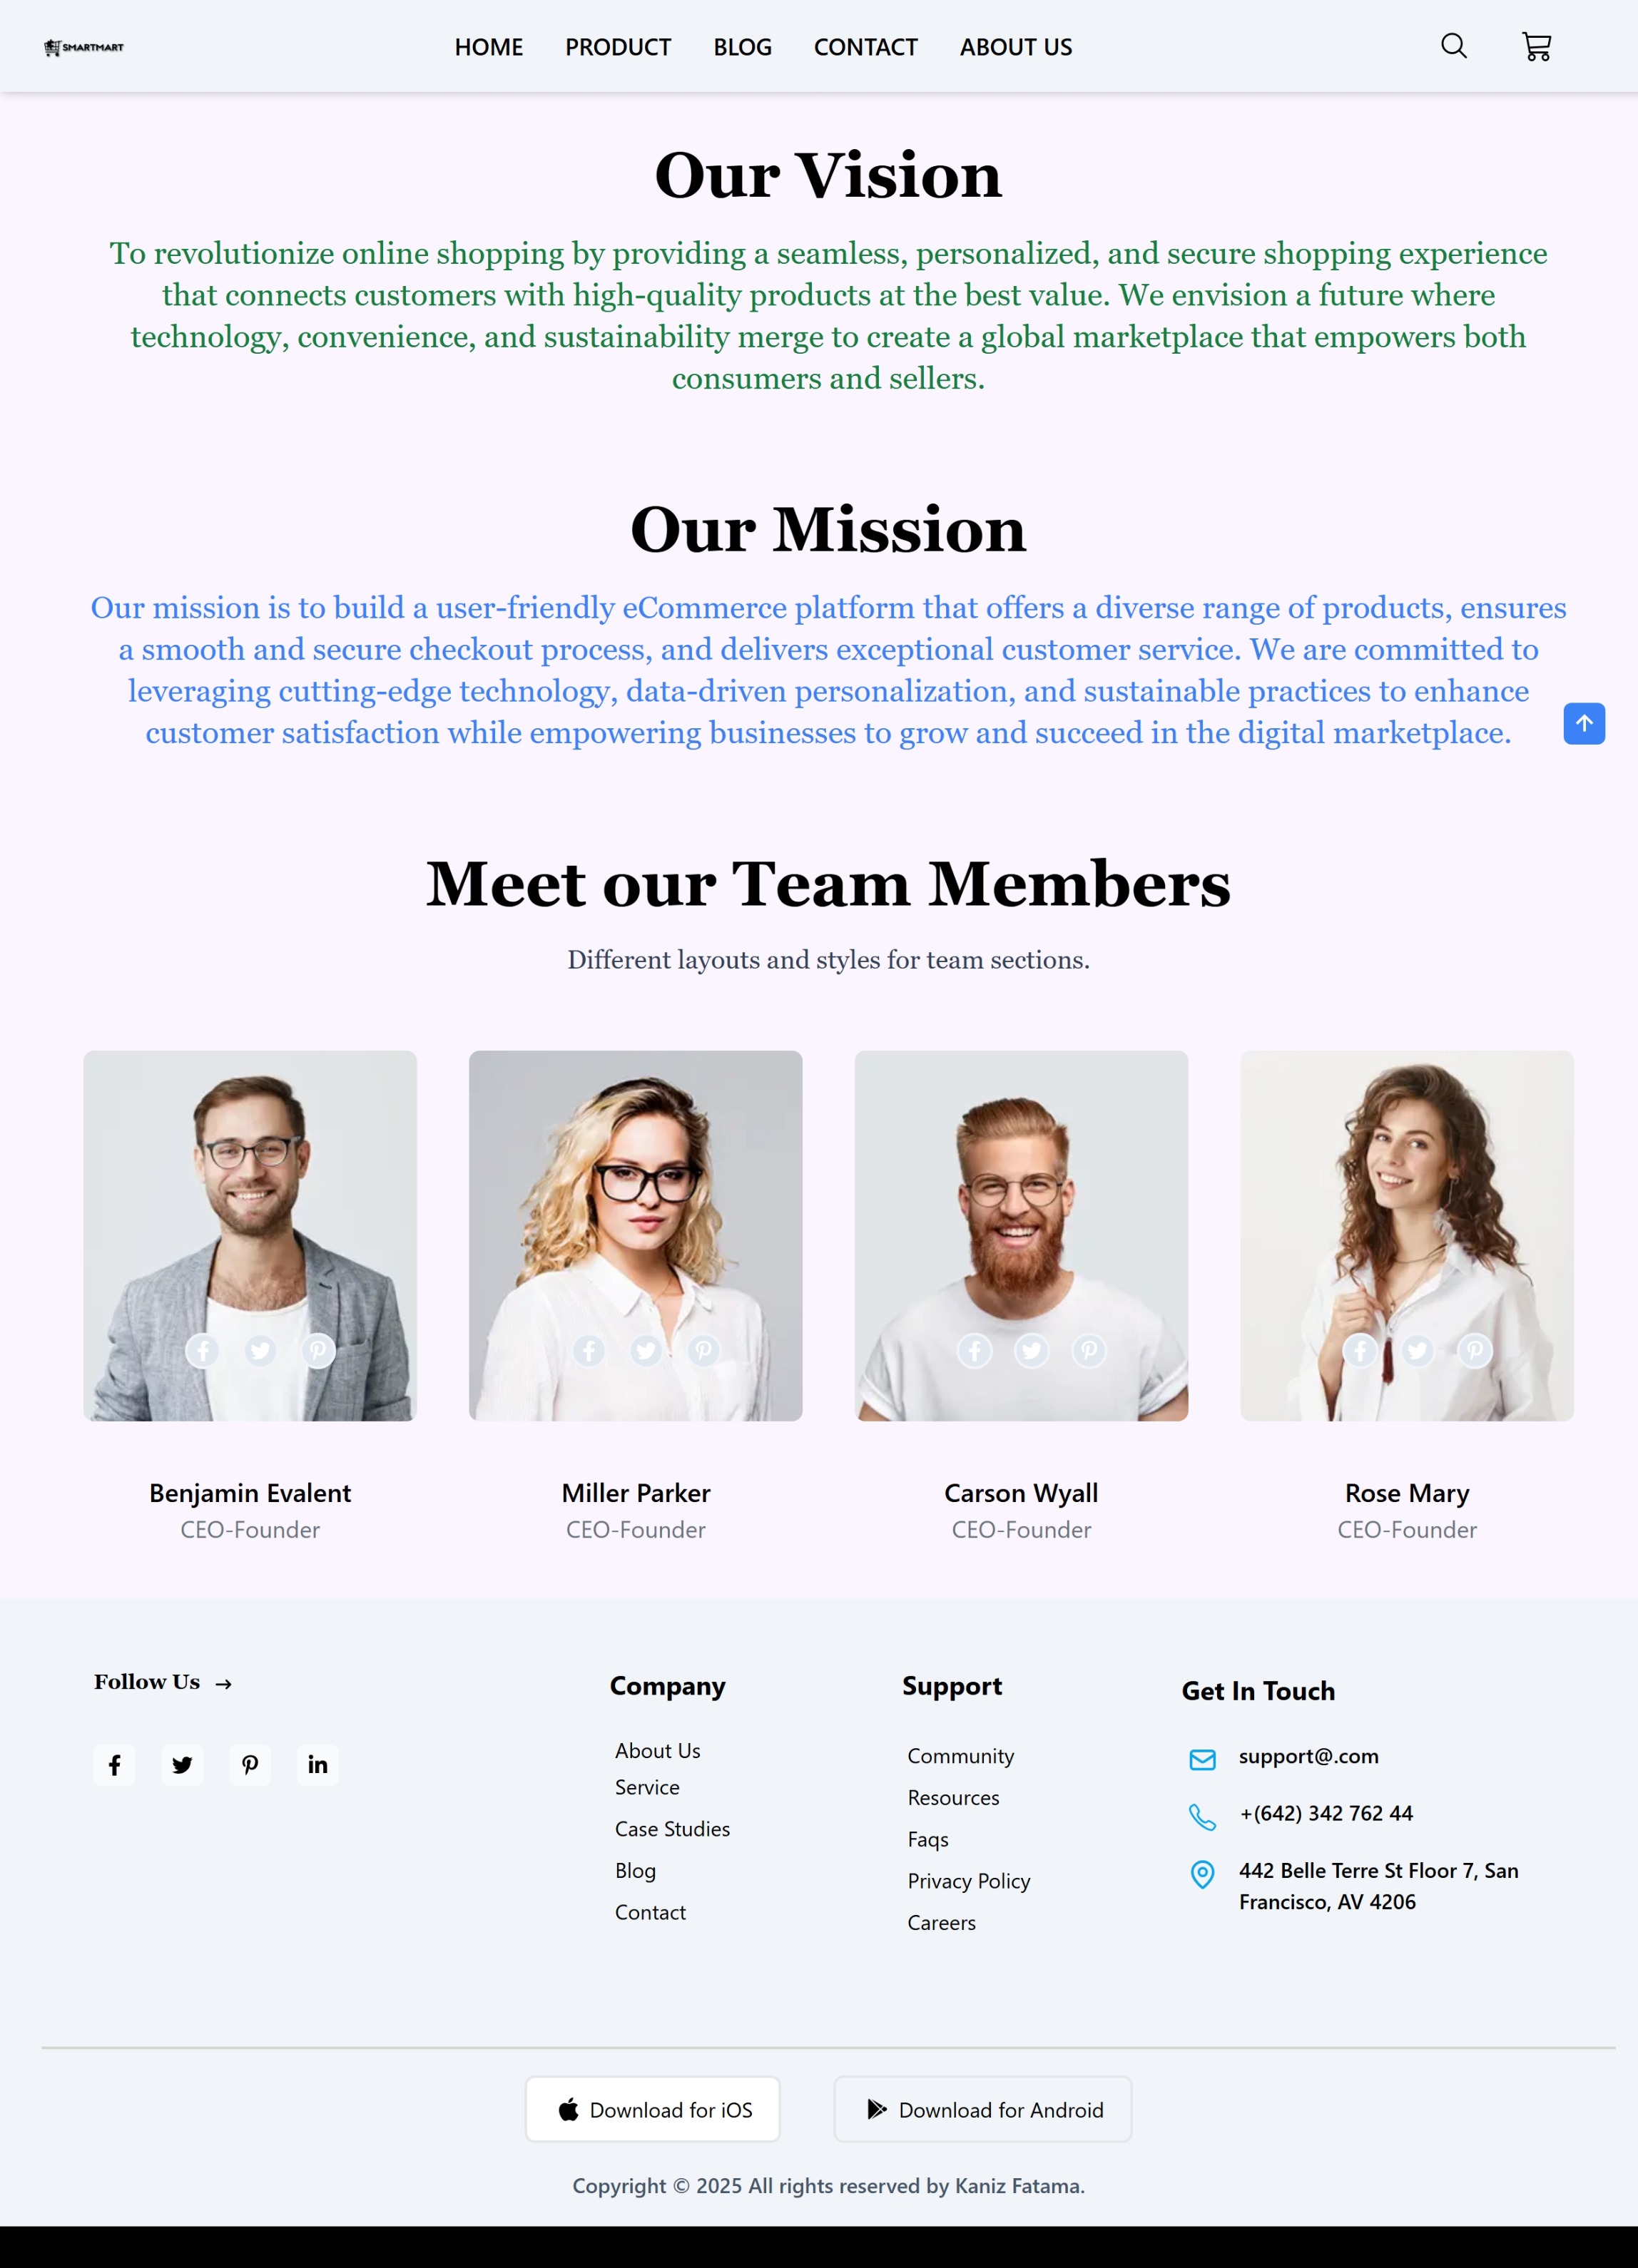 SMARTMART
HOME
PRODUCT
BLOG
CONTACT
ABOUT US
Our Vision
To revolutionize online shopping by providing a seamless, personalized, and secure shopping experience
that connects customers with high-quality products at the best value. We envision a future where
technology, convenience, and sustainability merge to create a global marketplace that empowers both
consumers and sellers.
Our Mission
Our mission is to build a user-friendly eCommerce platform that offers a diverse range of products, ensures
a smooth and secure checkout process, and delivers exceptional customer service. We are committed to
leveraging cutting-edge technology, data-driven personalization, and sustainable practices to enhance
customer satisfaction while empowering businesses to grow and succeed in the digital marketplace.
Meet our Team Members
Different layouts and styles for team sections.
Benjamin Evalent
CEO-Founder
Miller Parker
CEO-Founder
Carson Wyall
CEO-Founder
Rose Mary
CEO-Founder
Follow Us →
Company
About Us
Service
Case Studies
Blog
Contact
Support
Community
Resources
Faqs
Privacy Policy
Careers
Get In Touch
support@.com
+(642) 342 762 44
442 Belle Terre St Floor 7, San
Francisco, AV 4206
Download for iOS
Download for Android
Copyright © 2025 All rights reserved by Kaniz Fatama.